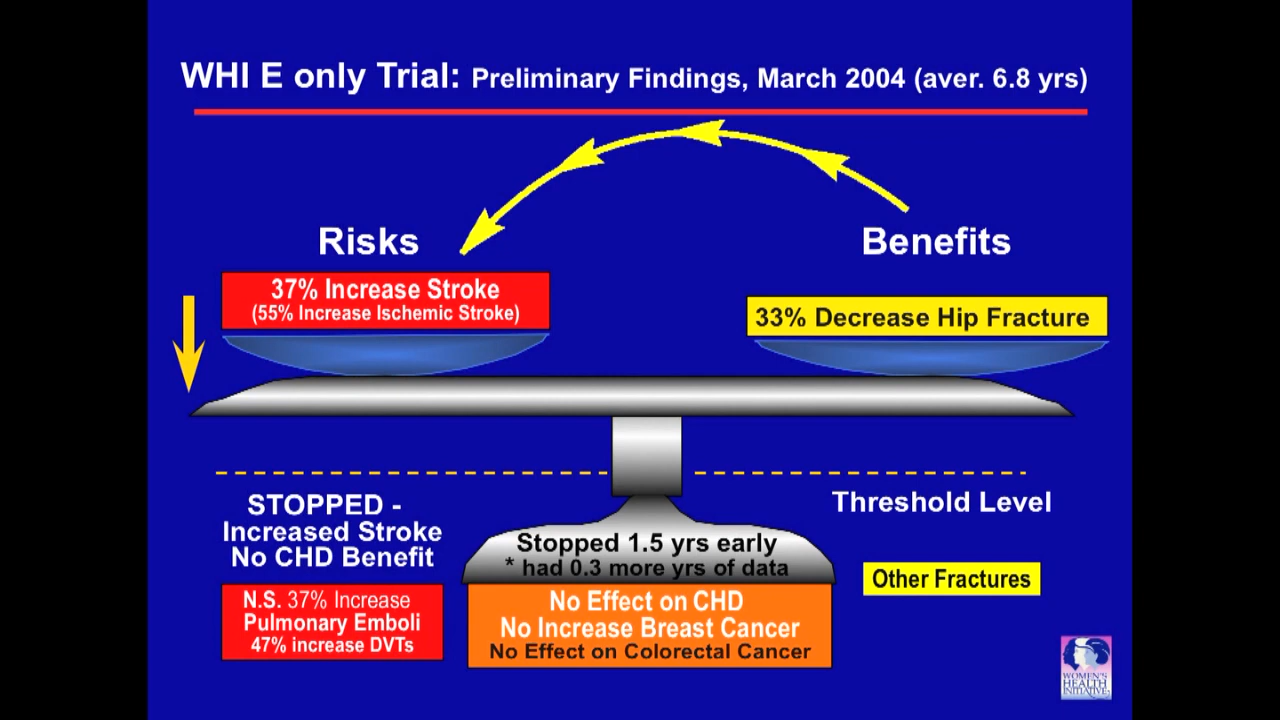 WHI E only Trial: Preliminary Findings, March 2004 (aver. 6.8 yrs)
Risks
Benefits
37% Increase Stroke
(55% Increase Ischemic Stroke)
33% Decrease Hip Fracture
STOPPED -
Increased Stroke
No CHD Benefit
Threshold Level
Stopped 1.5 yrs early
* had 0.3 more yrs of data
Other Fractures
N.S. 37% Increase
Pulmonary Emboli
47% increase DVTs
No Effect on CHD
No Increase Breast Cancer
No Effect on Colorectal Cancer
WOMEN'S
HEALTH
INITIATIVE